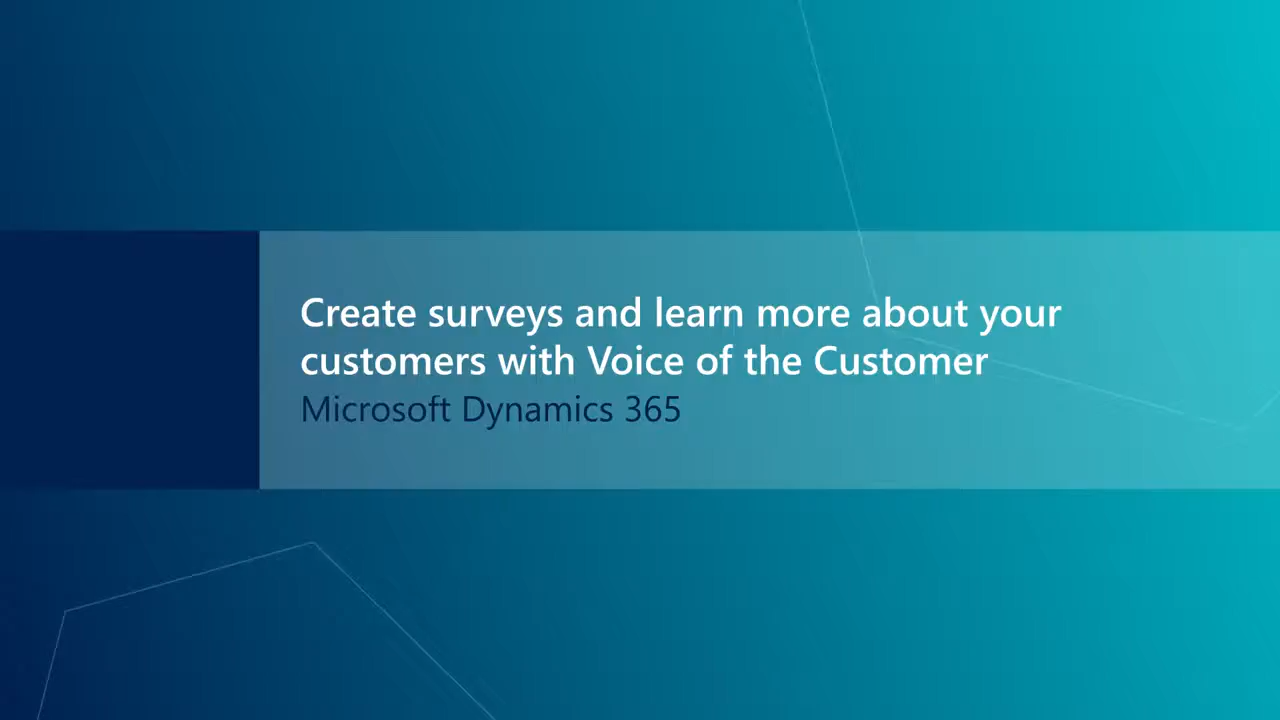 Create surveys and learn more about your
customers with Voice of the Customer
Microsoft Dynamics 365